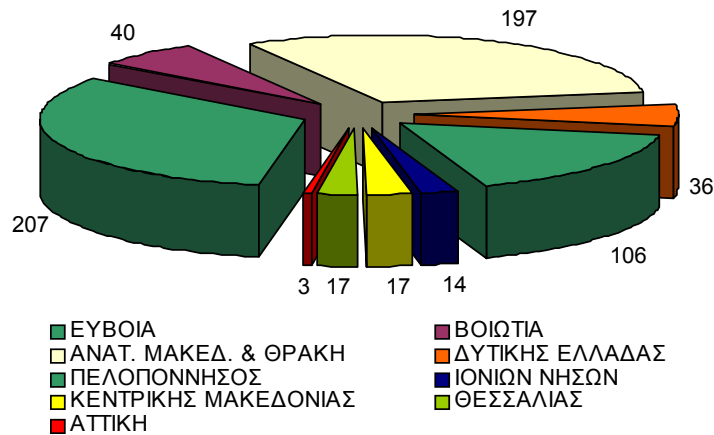 197
40
36
207
106
3 17 17 14
ΕΥΒΟΙΑ ΒΟΙΩΤΙΑ
ΑΝΑΤ. ΜΑΚΕΔ. & ΘΡΑΚΗ ΔΥΤΙΚΗΣ ΕΛΛΑΔΑΣ
ΠΕΛΟΠΟΝΝΗΣΟΣ ΙΟΝΙΩΝ ΝΗΣΩΝ
ΚΕΝΤΡΙΚΗΣ ΜΑΚΕΔΟΝΙΑΣ ΘΕΣΣΑΛΙΑΣ
ΑΤΤΙΚΗ